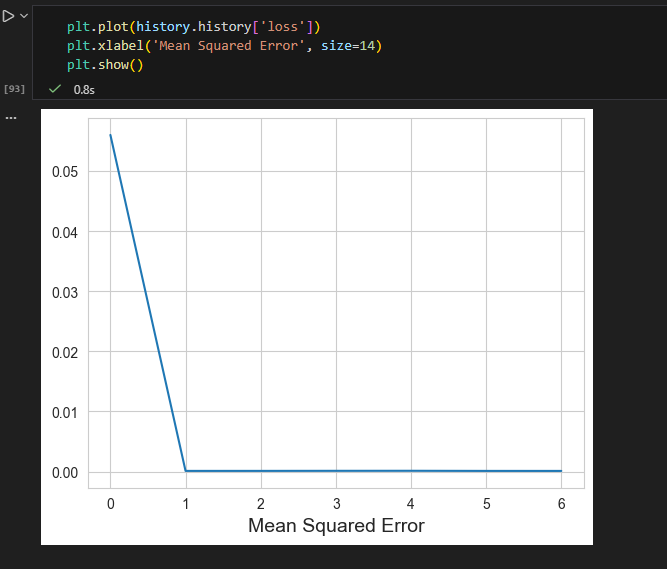 plt.plot(history.history['loss'])
plt.xlabel('Mean Squared Error', size=14)
plt.show()
[93] 0.8s
...
0.05
0.04
0.03
0.02
0.01
0.00
0 1 2 3 4 5 6
Mean Squared Error